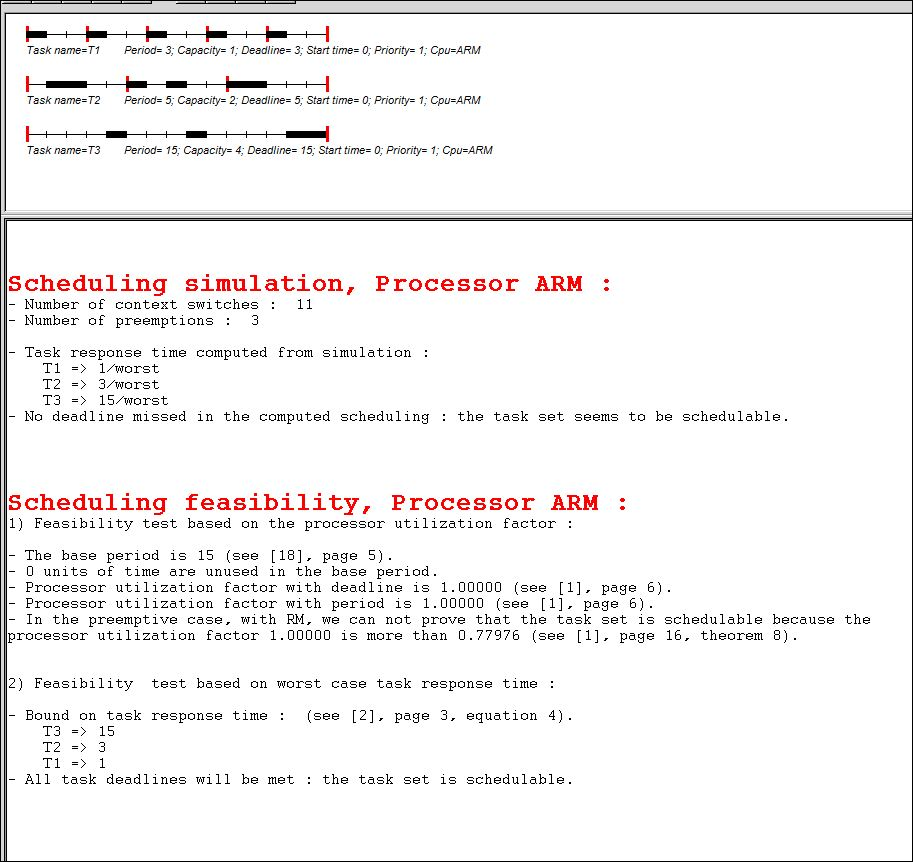 Task name=T1 Period= 3; Capacity= 1; Deadline= 3; Start time= 0; Priority= 1; Cpu=ARM
Task name=T2 Period= 5; Capacity= 2; Deadline= 5; Start time= 0; Priority= 1; Cpu=ARM
Task name=T3 Period= 15; Capacity= 4; Deadline= 15; Start time= 0; Priority= 1; Cpu=ARM
Scheduling simulation, Processor ARM :
- Number of context switches :  11
- Number of preemptions :  3
- Task response time computed from simulation :
T1 => 1/worst
T2 => 3/worst
T3 => 15/worst
- No deadline missed in the computed scheduling : the task set seems to be schedulable.
Scheduling feasibility, Processor ARM :
1) Feasibility test based on the processor utilization factor :
- The base period is 15 (see [18], page 5).
- 0 units of time are unused in the base period.
- Processor utilization factor with deadline is 1.00000 (see [1], page 6).
- Processor utilization factor with period is 1.00000 (see [1], page 6).
- In the preemptive case, with RM, we can not prove that the task set is schedulable because the
processor utilization factor 1.00000 is more than 0.77976 (see [1], page 16, theorem 8).
2) Feasibility  test based on worst case task response time :
- Bound on task response time :  (see [2], page 3, equation 4).
T3 => 15
T2 => 3
T1 => 1
- All task deadlines will be met : the task set is schedulable.